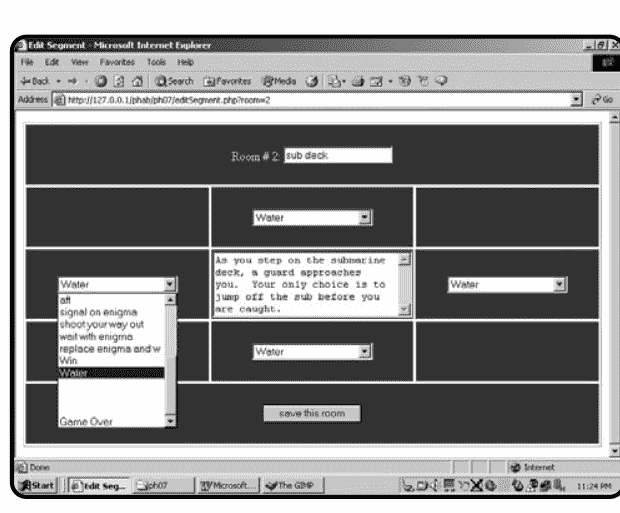 Edit Segment - Microsoft Internet Explorer
File Edit View Favorites Tools Help
Back Search Favorites Media
Address http://127.0.0.1/phab/ph07/editSegment.php?room=2 Go
Room # 2: sub deck
Water
As you step on the submarine
deck, a guard approaches
you. Your only choice is to
jump off the sub before you
are caught.
Water
Water
aft
signal on enigma
shoot your way out
wait with enigma
replace enigma and w
Win
Water
Game Over
Water
save this room
Done Internet
Start Edit Seg... ph07 Microsoft... The GIMP 11:24 PM